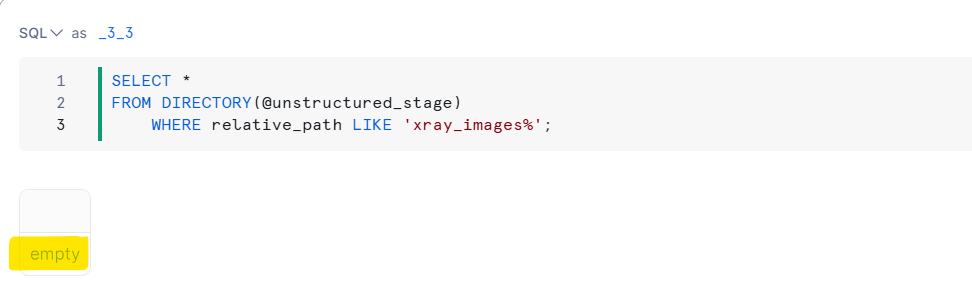 SQL as _3_3
1 SELECT *
2 FROM DIRECTORY(@unstructured_stage)
3 WHERE relative_path LIKE 'xray_images%';
empty